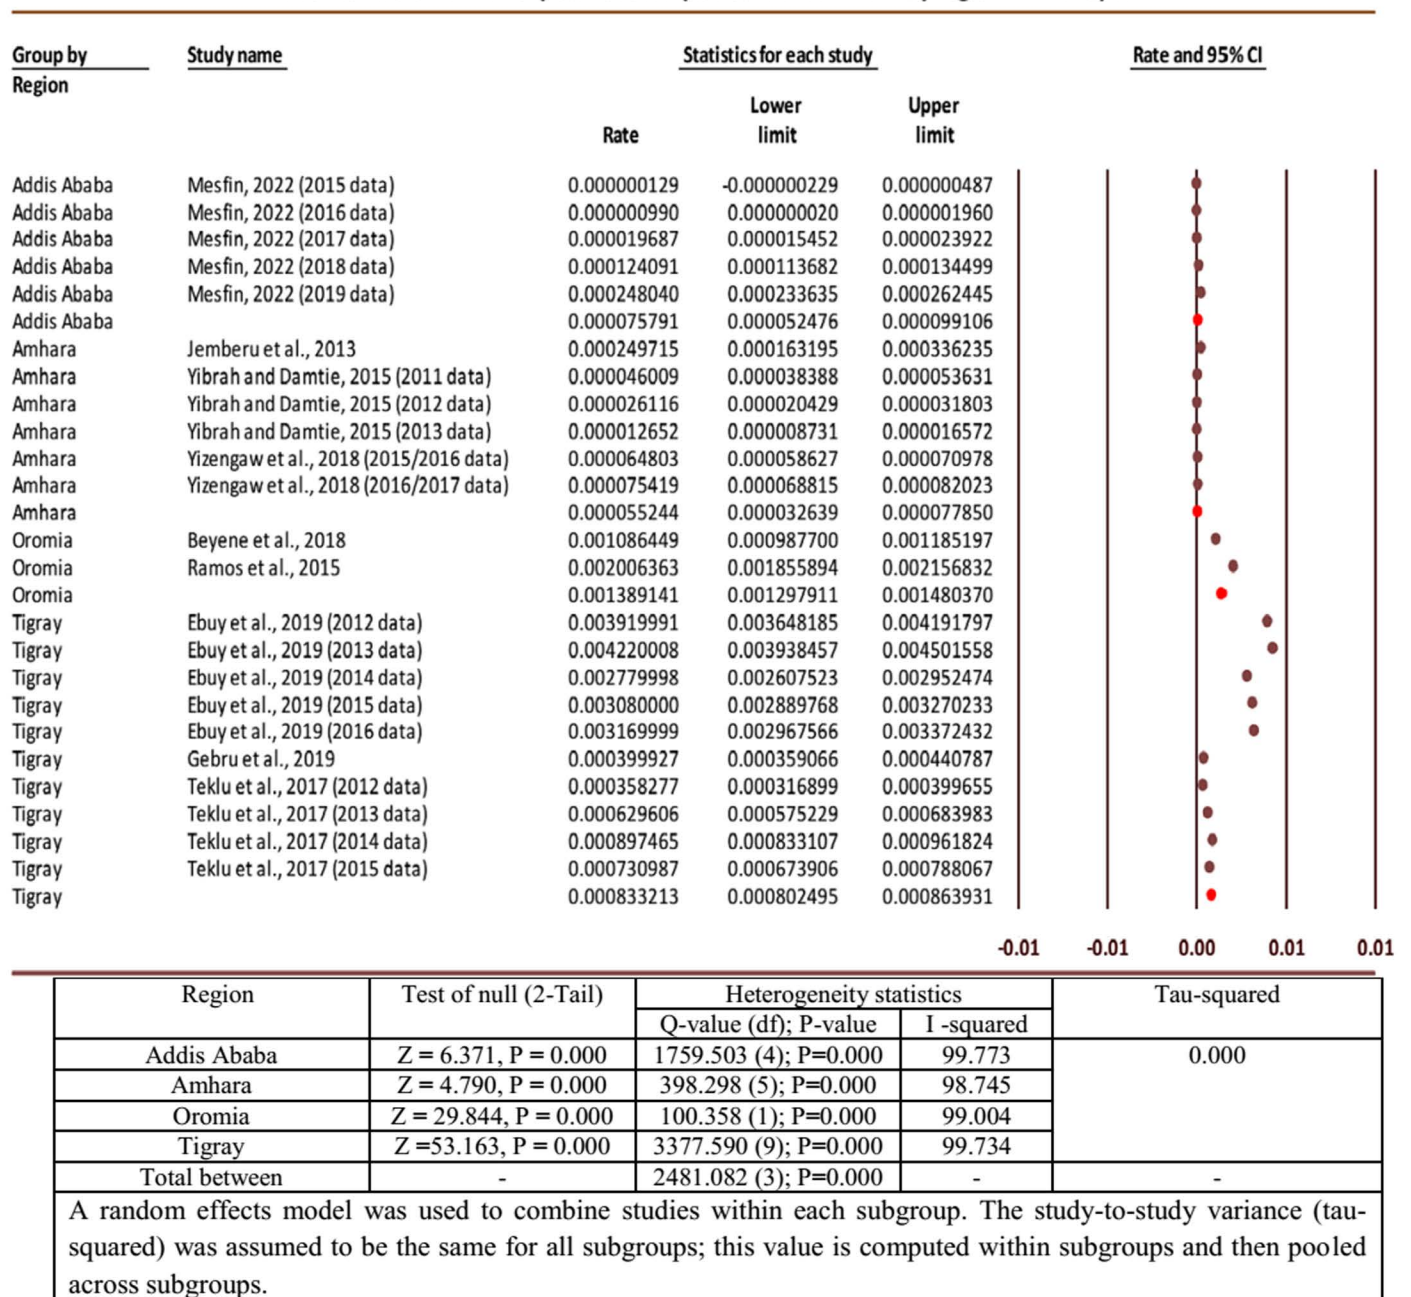 Group by Study name Statistics for each study Rate and 95% CI
Region
Lower Upper
Rate limit limit
Addis Ababa Mesfin, 2022 (2015 data) 0.000000129 -0.000000229 0.000000487
Addis Ababa Mesfin, 2022 (2016 data) 0.000000990 0.000000020 0.000001960
Addis Ababa Mesfin, 2022 (2017 data) 0.000019687 0.000015452 0.000023922
Addis Ababa Mesfin, 2022 (2018 data) 0.000124091 0.000113682 0.000134499
Addis Ababa Mesfin, 2022 (2019 data) 0.000248040 0.000233635 0.000262445
Addis Ababa 0.000075791 0.000052476 0.000099106
Amhara Jemberu et al., 2013 0.000249715 0.000163195 0.000336235
Amhara Yibrah and Damtie, 2015 (2011 data) 0.000046009 0.000038388 0.000053631
Amhara Yibrah and Damtie, 2015 (2012 data) 0.000026116 0.000020429 0.000031803
Amhara Yibrah and Damtie, 2015 (2013 data) 0.000012652 0.000008731 0.000016572
Amhara Yizengaw et al., 2018 (2015/2016 data) 0.000064803 0.000058627 0.000070978
Amhara Yizengaw et al., 2018 (2016/2017 data) 0.000075419 0.000068815 0.000082023
Amhara 0.000055244 0.000032639 0.000077850
Oromia Beyene et al., 2018 0.001086449 0.000987700 0.001185197
Oromia Ramos et al., 2015 0.002006363 0.001855894 0.002156832
Oromia 0.001389141 0.001297911 0.001480370
Tigray Ebuy et al., 2019 (2012 data) 0.003919991 0.003648185 0.004191797
Tigray Ebuy et al., 2019 (2013 data) 0.004220008 0.003938457 0.004501558
Tigray Ebuy et al., 2019 (2014 data) 0.002779998 0.002607523 0.002952474
Tigray Ebuy et al., 2019 (2015 data) 0.003080000 0.002889768 0.003270233
Tigray Ebuy et al., 2019 (2016 data) 0.003169999 0.002967566 0.003372432
Tigray Gebru et al., 2019 0.000399927 0.000359066 0.000440787
Tigray Teklu et al., 2017 (2012 data) 0.000358277 0.000316899 0.000399655
Tigray Teklu et al., 2017 (2013 data) 0.000629606 0.000575229 0.000683983
Tigray Teklu et al., 2017 (2014 data) 0.000897465 0.000833107 0.000961824
Tigray Teklu et al., 2017 (2015 data) 0.000730987 0.000673906 0.000788067
Tigray 0.000833213 0.000802495 0.000863931
-0.01 -0.01 0.00 0.01 0.01
Region Test of null (2-Tail) Heterogeneity statistics Tau-squared
Q-value (df); P-value I -squared
Addis Ababa Z = 6.371, P = 0.000 1759.503 (4); P=0.000 99.773 0.000
Amhara Z = 4.790, P = 0.000 398.298 (5); P=0.000 98.745
Oromia Z = 29.844, P = 0.000 100.358 (1); P=0.000 99.004
Tigray Z =53.163, P = 0.000 3377.590 (9); P=0.000 99.734
Total between - 2481.082 (3); P=0.000 - -
A random effects model was used to combine studies within each subgroup. The study-to-study variance (tau-
squared) was assumed to be the same for all subgroups; this value is computed within subgroups and then pooled
across subgroups.